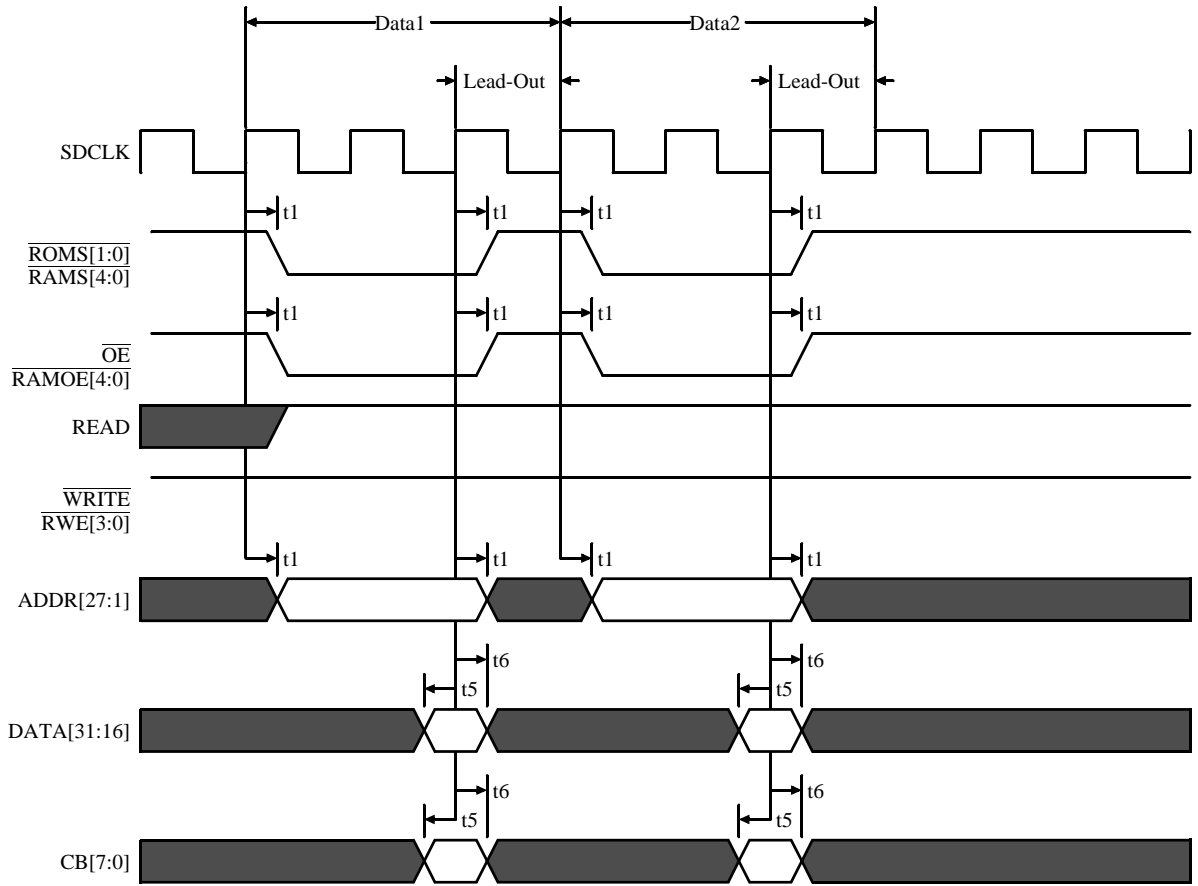 Data1 Data2
Lead-Out Lead-Out
SDCLK
t1 t1 t1 t1
ROMS[1:0]
RAMS[4:0]
t1 t1 t1 t1
OE
RAMOE[4:0]
READ
WRITE
RWE[3:0]
t1 t1 t1 t1
ADDR[27:1]
t6 t6
t5 t5
DATA[31:16]
t6 t6
t5 t5
CB[7:0]